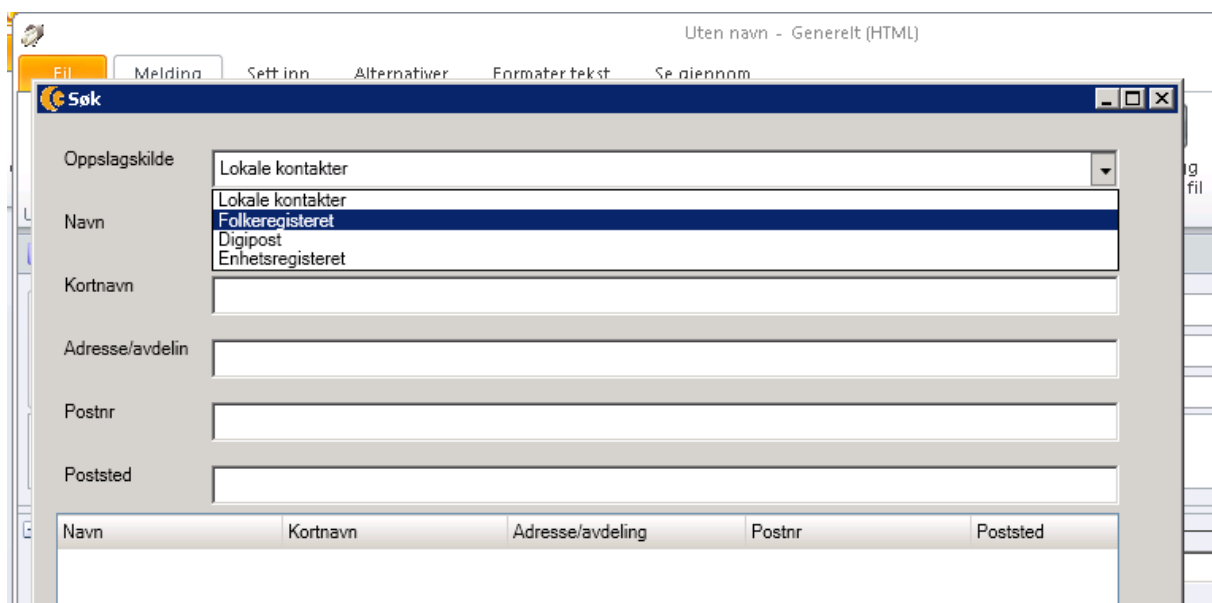 Uten navn - Generelt (HTML)
Fil Melding Sett inn Alternativer Formater tekst Se gjennom
Søk
Oppslagskilde Lokale kontakter
Lokale kontakter
Folkeregisteret
Navn
Digipost
Enhetsregisteret
Kortnavn
Adresse/avdelin
Postnr
Poststed
Navn Kortnavn Adresse/avdeling Postnr Poststed
fil